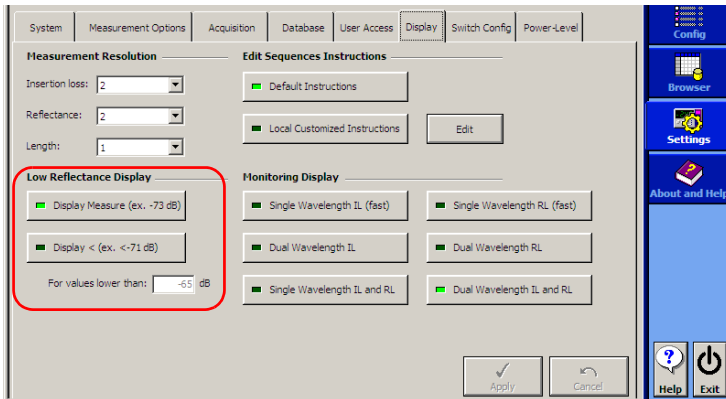 System Measurement Options Acquisition Database User Access Display Switch Config Power-Level
Measurement Resolution
Insertion loss: 2
Reflectance: 2
Length: 1
Edit Sequences Instructions
Default Instructions
Local Customized Instructions Edit
Low Reflectance Display
Display Measure (ex. -73 dB)
Display < (ex. <-71 dB)
For values lower than: -65 dB
Monitoring Display
Single Wavelength IL (fast) Single Wavelength RL (fast)
Dual Wavelength IL Dual Wavelength RL
Single Wavelength IL and RL Dual Wavelength IL and RL
Apply Cancel
Config
Browser
Settings
About and Help
?
Help Exit